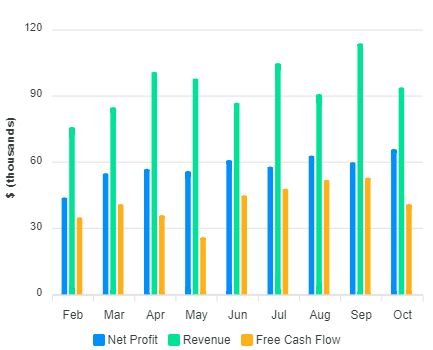 120
90
60
30
0
$ (thousands)
Feb Mar Apr May Jun Jul Aug Sep Oct
Net Profit Revenue Free Cash Flow